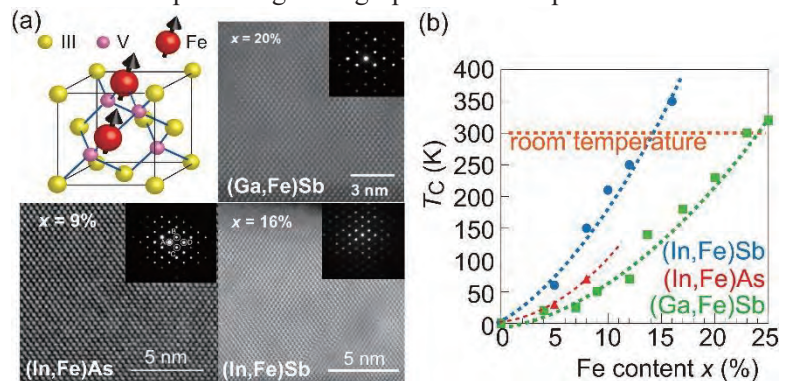 (a)
III V Fe
x = 20%
(Ga,Fe)Sb
3 nm
x = 9%
(In,Fe)As
5 nm
x = 16%
(In,Fe)Sb
5 nm
(b)
400
350
300
250
200
150
100
50
0
T_C (K)
room temperature
(In,Fe)Sb
(In,Fe)As
(Ga,Fe)Sb
0 5 10 15 20 25
Fe content x (%)